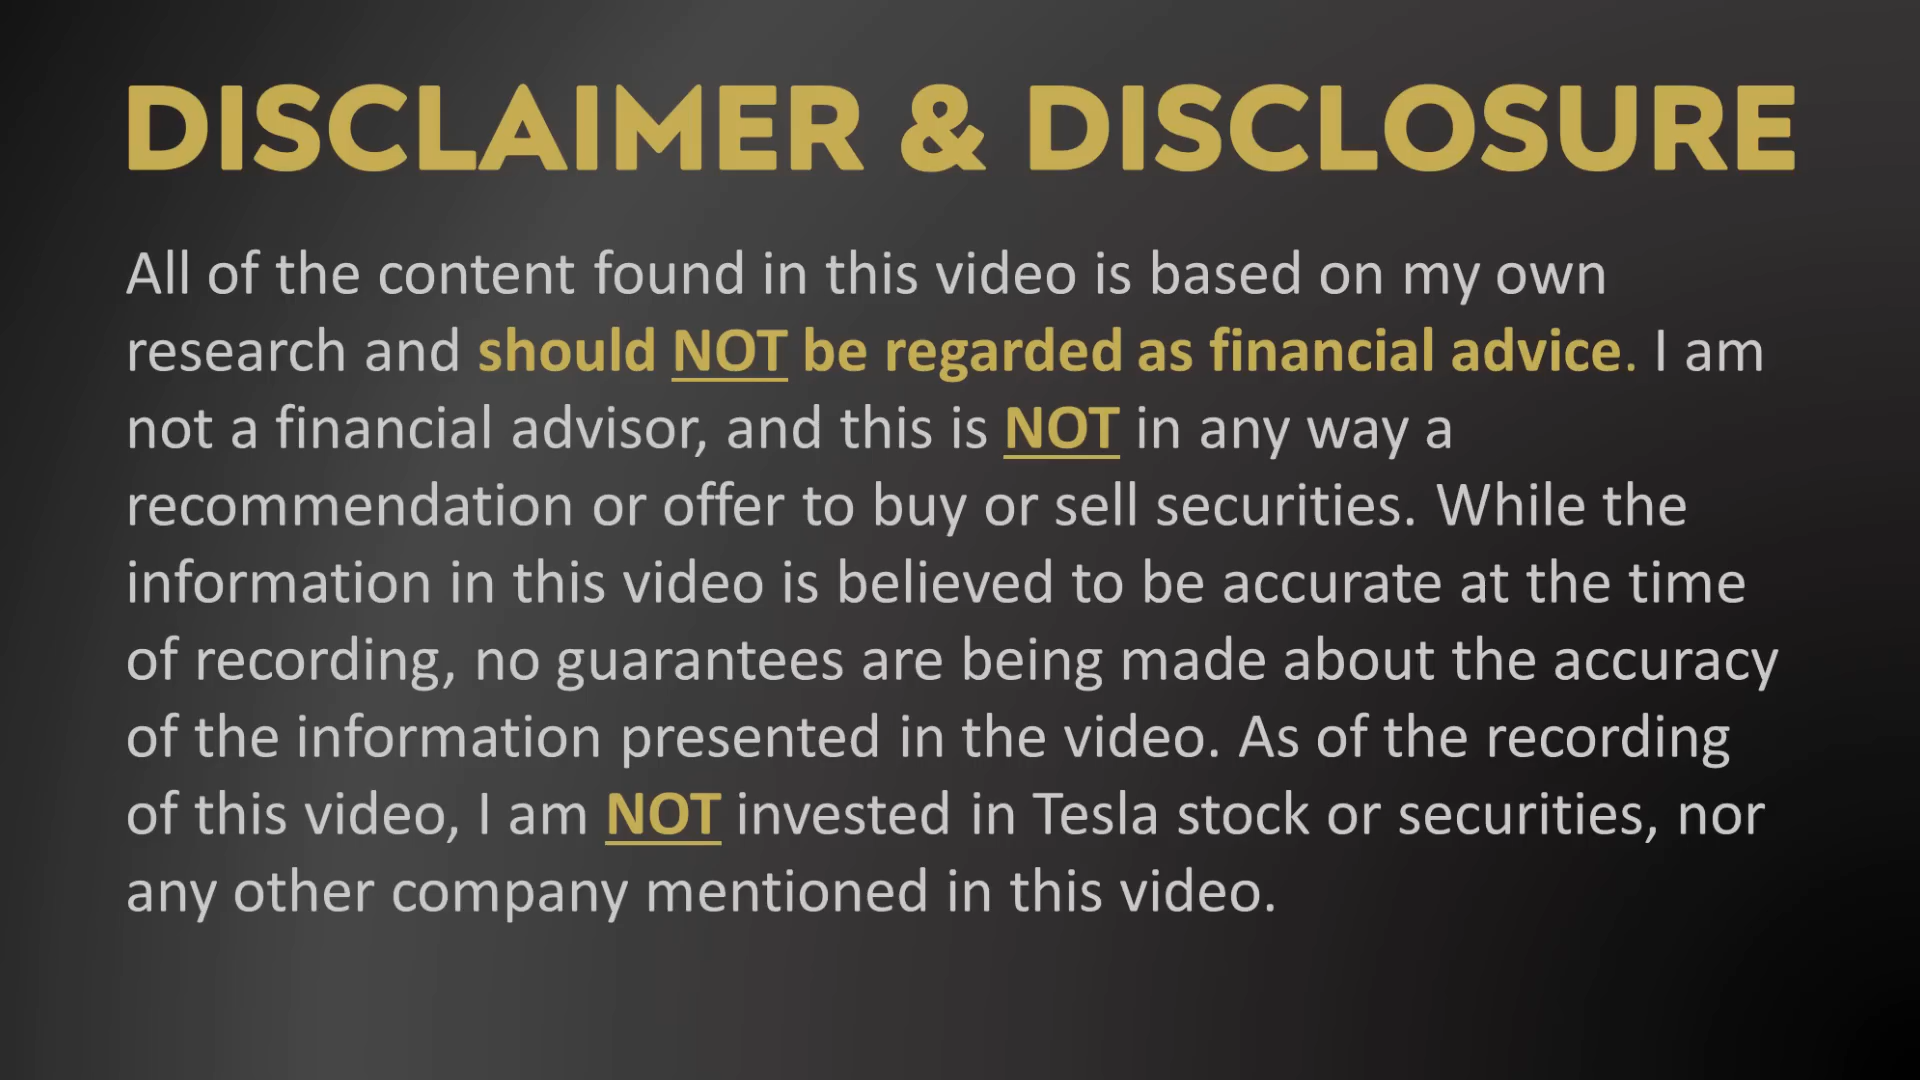 DISCLAIMER & DISCLOSURE
All of the content found in this video is based on my own
research and should NOT be regarded as financial advice. I am
not a financial advisor, and this is NOT in any way a
recommendation or offer to buy or sell securities. While the
information in this video is believed to be accurate at the time
of recording, no guarantees are being made about the accuracy
of the information presented in the video. As of the recording
of this video, I am NOT invested in Tesla stock or securities, nor
any other company mentioned in this video.